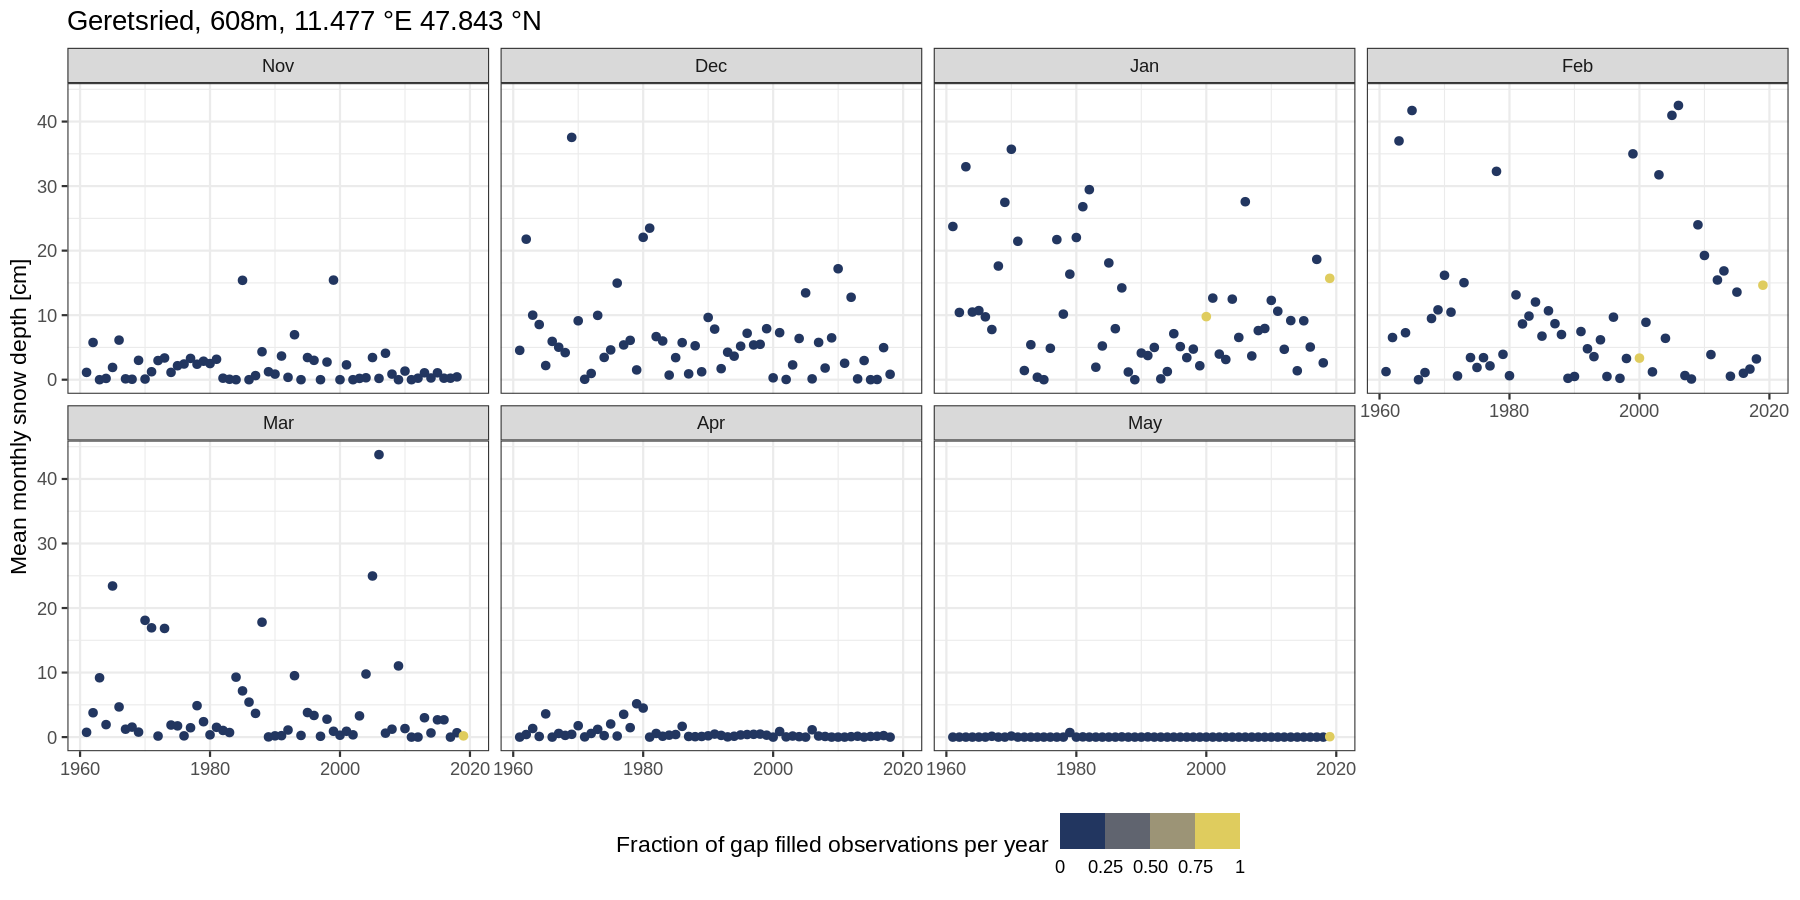 Geretsried, 608m, 11.477 °E 47.843 °N
Nov
Dec
Jan
Feb
Mean monthly snow depth [cm]
40
30
20
10
0
1960 1980 2000 2020
Mar
Apr
May
40
30
20
10
0
1960 1980 2000 2020
1960 1980 2000 2020
1960 1980 2000 2020
Fraction of gap filled observations per year
0 0.25 0.50 0.75 1